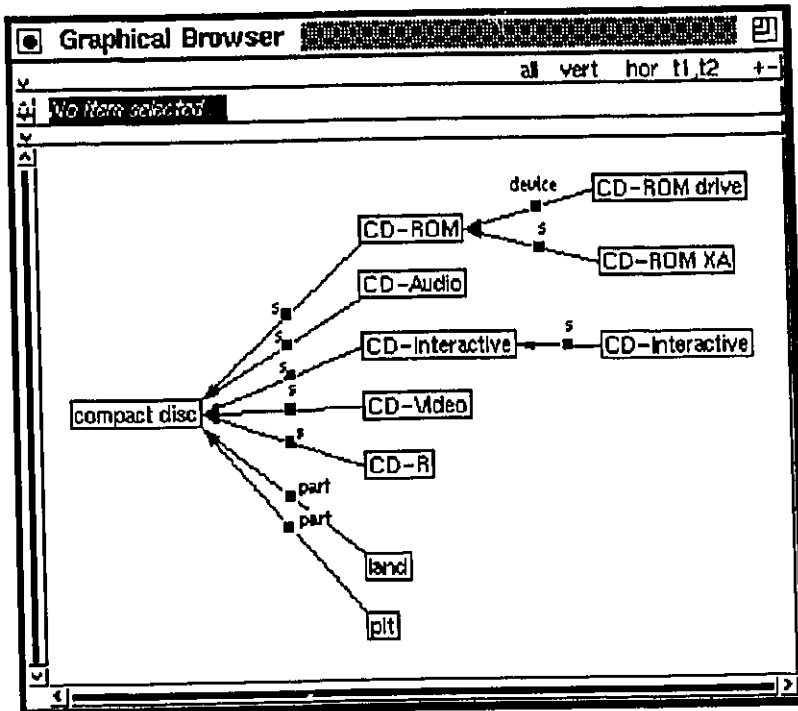 Graphical Browser
all vert hor t1,t2 +-
No item selected
device
CD-ROM drive
CD-ROM
s
CD-ROM XA
CD-Audio
s
s
CD-Interactive
s
CD-Interactive
s
s
CD-Video
compact disc
s
CD-R
part
part
land
pit